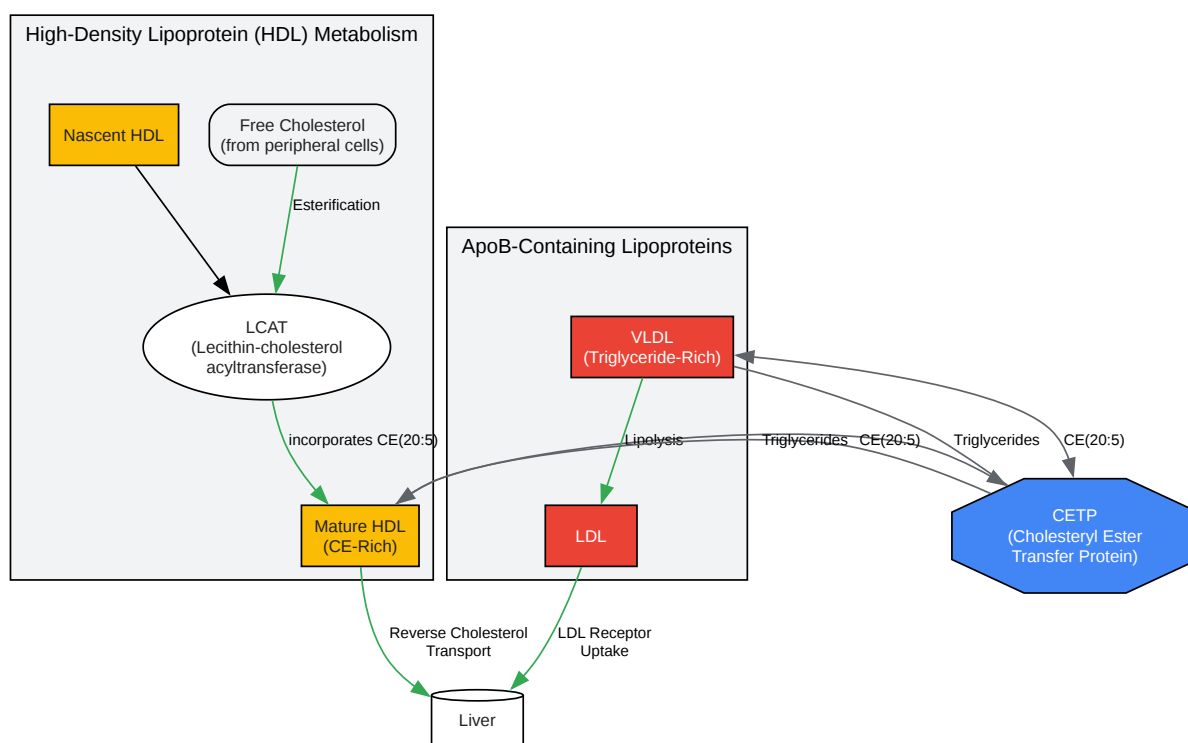 High-Density Lipoprotein (HDL) Metabolism
Nascent HDL
Free Cholesterol
(from peripheral cells)
Esterification
ApoB-Containing Lipoproteins
LCAT
(Lecithin-cholesterol
acyltransferase)
VLDL
(Triglyceride-Rich)
incorporates CE(20:5)
Lipolysis
Triglycerides
CE(20:5)
Triglycerides
CE(20:5)
Mature HDL
(CE-Rich)
LDL
CETP
(Cholesteryl Ester
Transfer Protein)
Reverse Cholesterol
Transport
LDL Receptor
Uptake
Liver